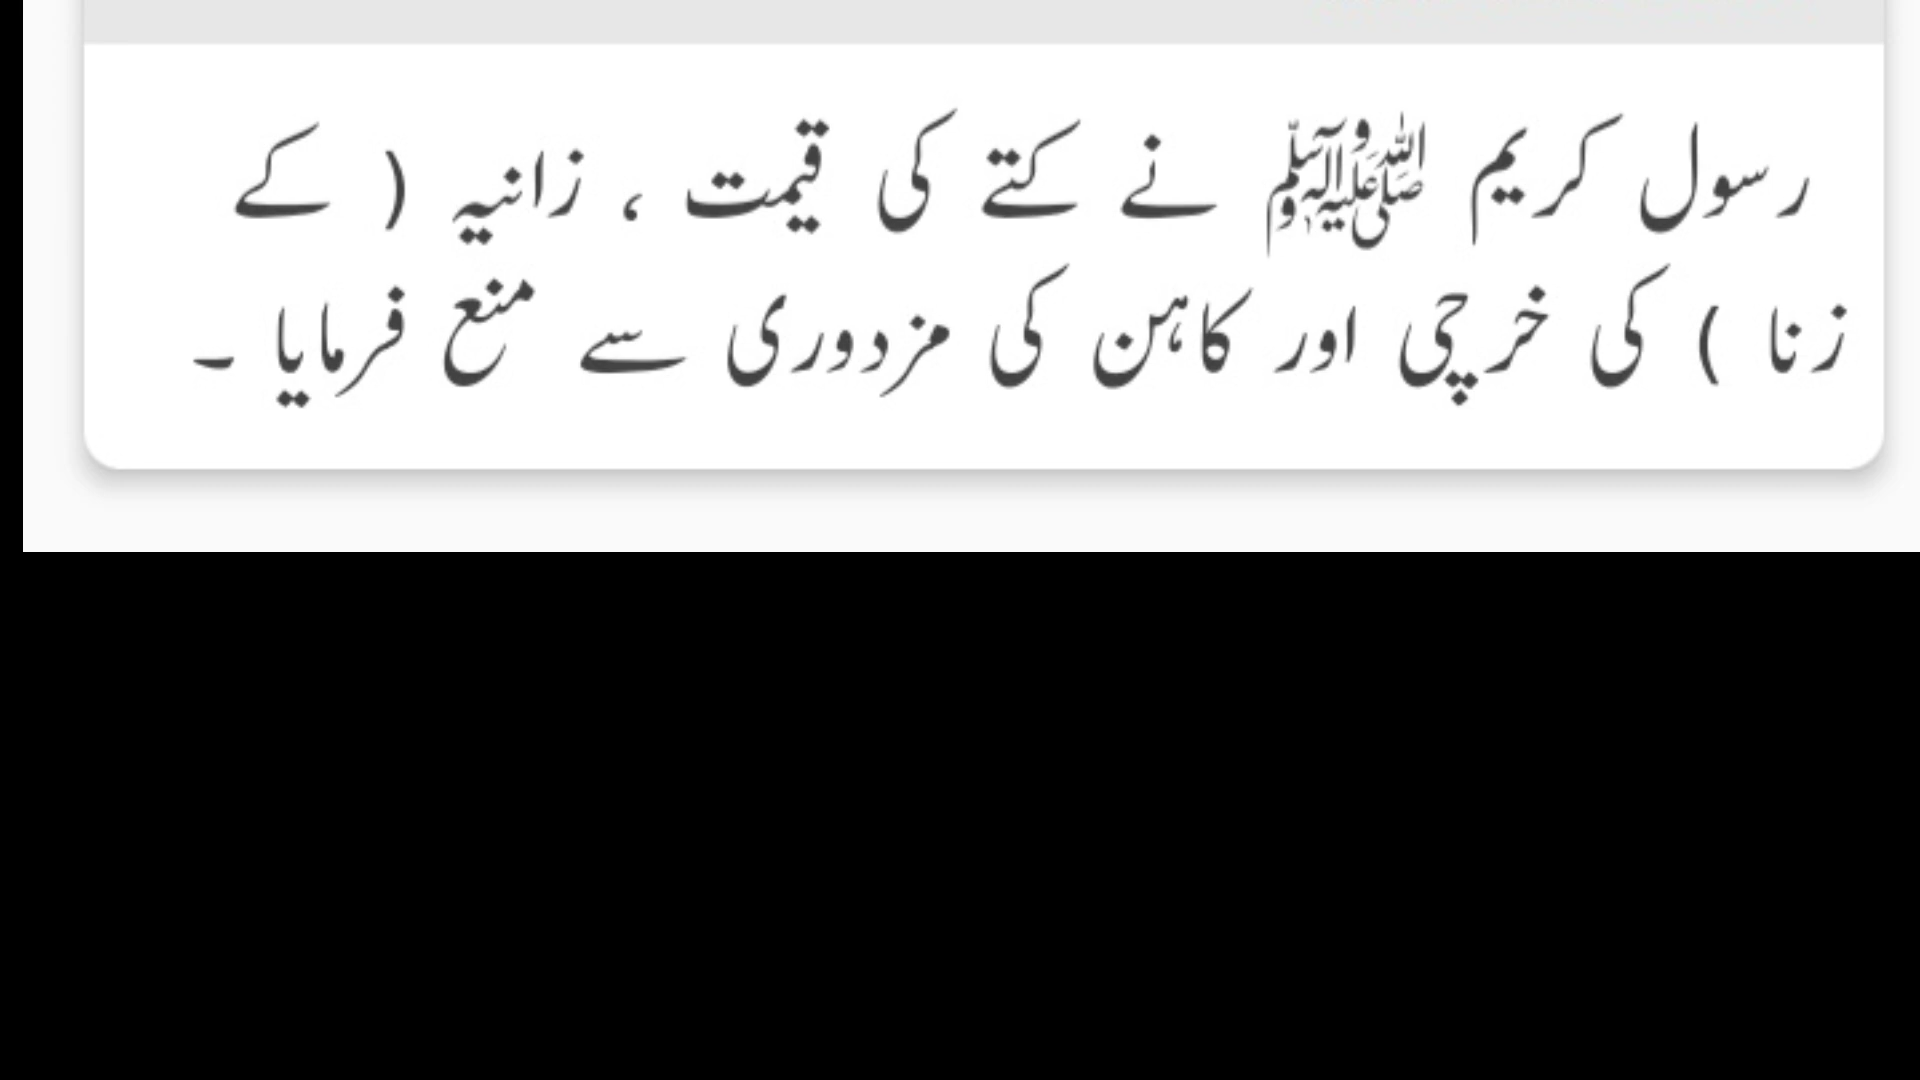 رسول کریم ﷺ نے کتے کی قیمت ، زانیہ ( کے
زنا ) کی خرچی اور کاہن کی مزدوری سے منع فرمایا ۔